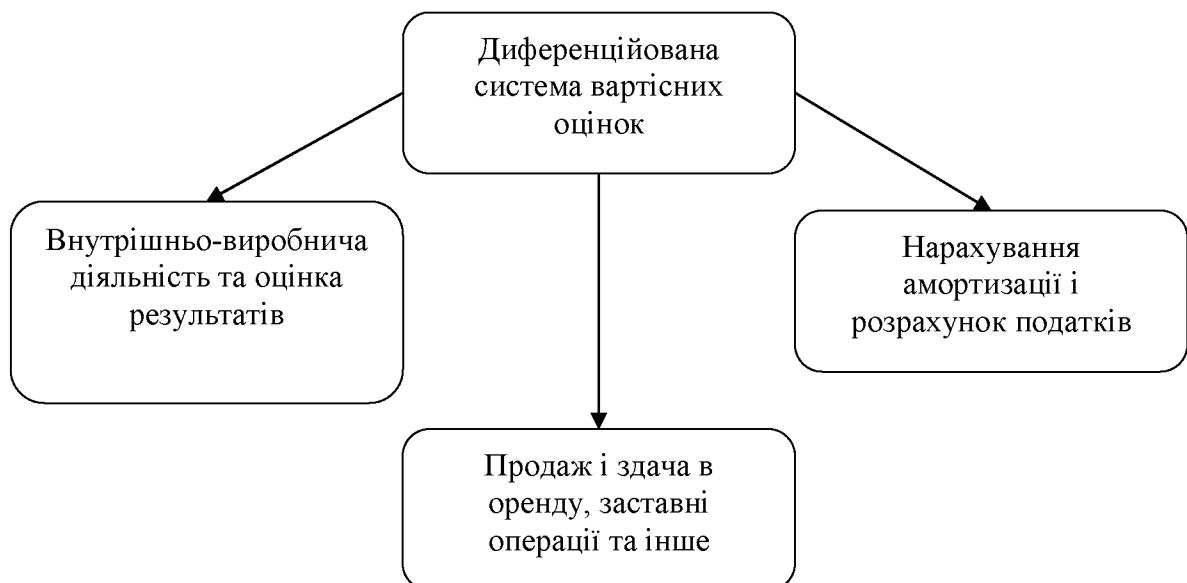 Диференційована
система вартісних
оцінок
Внутрішньо-виробнича
діяльність та оцінка
результатів
Нарахування
амортизації і
розрахунок податків
Продаж і здача в
оренду, заставні
операції та інше